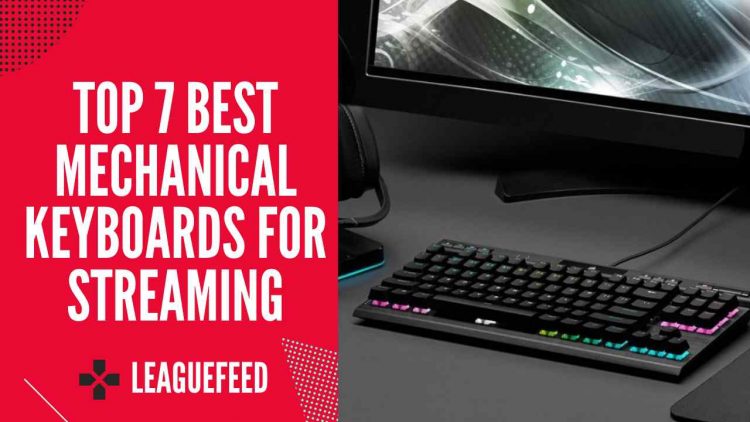 TOP 7 BEST
MECHANICAL
KEYBOARDS FOR
STREAMING
LEAGUEFEED